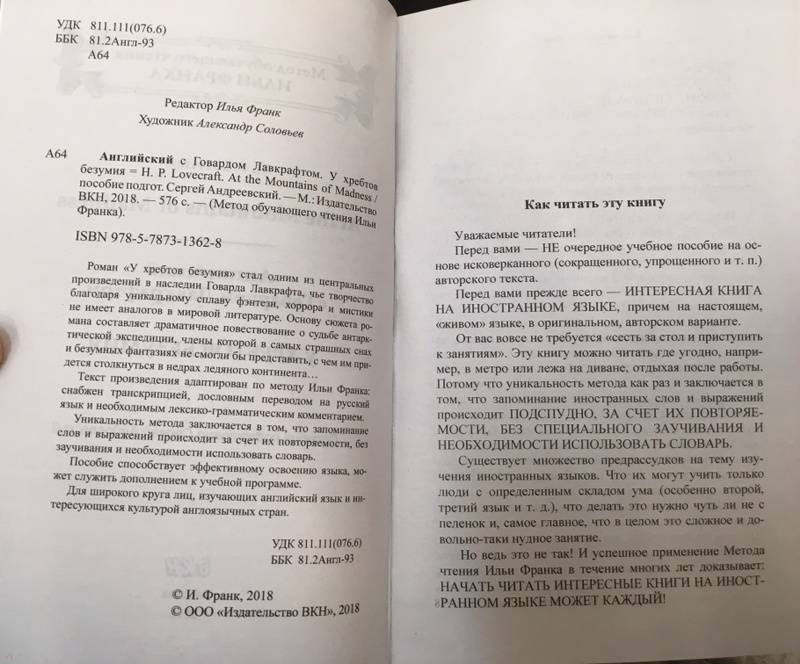 УДК 811.111(076.6)
ББК 81.2Англ-93
А64
Редактор Илья Франк
Художник Александр Соловьев
А64 Английский с Говардом Лавкрафтом. У хребтов
безумия = H. P. Lovecraft. At the Mountains of Madness /
пособие подгот. Сергей Андреевский. — М.: Издательство
ВКН, 2018. — 576 с. — (Метод обучающего чтения Ильи
Франка).
ISBN 978-5-7873-1362-8
Роман «У хребтов безумия» стал одним из центральных
произведений в наследии Говарда Лавкрафта, чье творчество
благодаря уникальному сплаву фэнтези, хоррора и мистики
не имеет аналогов в мировой литературе. Основу сюжета ро-
мана составляет драматичное повествование о судьбе антарк-
тической экспедиции, члены которой в самых страшных снах
и безумных фантазиях не смогли бы представить, с чем им при-
дется столкнуться в недрах ледяного континента…
Текст произведения адаптирован по методу Ильи Франка:
снабжен транскрипцией, дословным переводом на русский
язык и необходимым лексико-грамматическим комментарием.
Уникальность метода заключается в том, что запоминание
слов и выражений происходит за счет их повторяемости, без
заучивания и необходимости использовать словарь.
Пособие способствует эффективному освоению языка, мо-
жет служить дополнением к учебной программе.
Для широкого круга лиц, изучающих английский язык и ин-
тересующихся культурой англоязычных стран.
УДК 811.111(076.6)
ББК 81.2Англ-93
© И. Франк, 2018
© ООО «Издательство ВКН», 2018
Как читать эту книгу
Уважаемые читатели!
Перед вами — НЕ очередное учебное пособие на ос-
нове исковерканного (сокращенного, упрощенного и т. п.)
авторского текста.
Перед вами прежде всего — ИНТЕРЕСНАЯ КНИГА
НА ИНОСТРАННОМ ЯЗЫКЕ, причем на настоящем,
«живом» языке, в оригинальном, авторском варианте.
От вас вовсе не требуется «сесть за стол и приступить
к занятиям». Эту книгу можно читать где угодно, напри-
мер, в метро или лежа на диване, отдыхая после работы.
Потому что уникальность метода как раз и заключается в
том, что запоминание иностранных слов и выражений
происходит ПОДСПУДНО, ЗА СЧЕТ ИХ ПОВТОРЯЕ-
МОСТИ, БЕЗ СПЕЦИАЛЬНОГО ЗАУЧИВАНИЯ И
НЕОБХОДИМОСТИ ИСПОЛЬЗОВАТЬ СЛОВАРЬ.
Существует множество предрассудков на тему изу-
чения иностранных языков. Что их могут учить только
люди с определенным складом ума (особенно второй,
третий язык и т. д.), что делать это нужно чуть ли не с
пеленок и, самое главное, что в целом это сложное и до-
вольно-таки нудное занятие.
Но ведь это не так! И успешное применение Метода
чтения Ильи Франка в течение многих лет доказывает:
НАЧАТЬ ЧИТАТЬ ИНТЕРЕСНЫЕ КНИГИ НА ИНОСТ-
РАННОМ ЯЗЫКЕ МОЖЕТ КАЖДЫЙ!